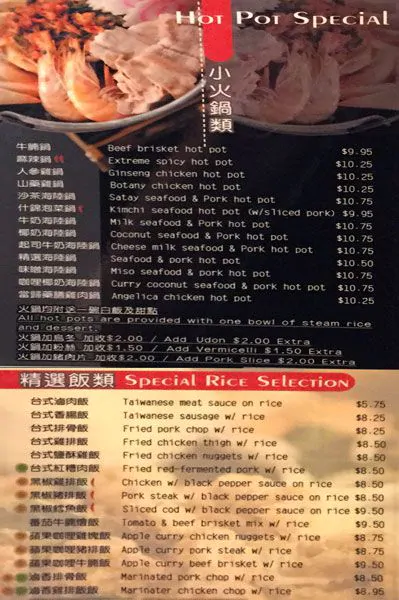 HOT POT SPECIAL
小火鍋類
牛腩鍋 Beef brisket hot pot $9.95
麻辣鍋 Extreme spicy hot pot $10.25
人參雞鍋 Ginseng chicken hot pot $10.25
山藥雞鍋 Botany chicken hot pot $10.25
沙茶海陸鍋 Satay seafood & Pork hot pot $10.75
什錦泡菜鍋 Kimchi seafood hot pot (w/sliced pork) $9.95
牛奶海陸鍋 Milk seafood & Pork hot pot $10.75
椰奶海陸鍋 Coconut seafood & Pork hot pot $10.75
起司牛奶海陸鍋 Cheese milk seafood & Pork hot pot $10.75
精選海陸鍋 Seafood & pork hot pot $10.50
味噌海陸鍋 Miso seafood & pork hot pot $10.75
咖哩椰奶海陸鍋 Curry coconut seafood & pork hot pot $10.75
當歸藥膳雞肉鍋 Angelica chicken hot pot $10.25
火鍋均附送一碗白飯及甜點
All hot pots are provided with one bowl of steam rice
and dessert.
火鍋加烏冬 加收$2.00 / Add Udon $2.00 Extra
火鍋加粉絲 加收$1.50 / Add Vermicelli $1.50 Extra
火鍋加豬肉片 加收$2.00 / Add Pork Slice $2.00 Extra
精選飯類 SPECIAL RICE SELECTION
台式滷肉飯 Taiwanese meat sauce on rice $5.75
台式香腸飯 Taiwanese sausage w/ rice $8.25
台式排骨飯 Fried pork chop w/ rice $8.25
台式雞排飯 Fried chicken thigh w/ rice $8.50
台式鹽酥雞飯 Fried chicken nuggets w/ rice $8.50
台式紅糟肉飯 Fried red-fermented pork w/ rice $8.50
黑椒雞排飯 Chicken w/ black pepper sauce on rice $8.50
黑椒豬排飯 Pork steak w/ black pepper sauce on rice $8.50
黑椒鱈魚飯 Sliced cod w/ black pepper sauce on rice $9.50
番茄牛腩燴飯 Tomato & beef brisket mix w/ rice $9.50
蘋果咖哩雞塊飯 Apple curry chicken nuggets w/ rice $8.75
蘋果咖哩豬排飯 Apple curry pork steak w/ rice $8.75
蘋果咖哩牛腩飯 Apple curry beef brisket w/ rice $9.50
滷香排骨飯 Marinated pork chop w/ rice $8.50
滷香雞排飯 Marinater chicken chop w/ rice $8.95